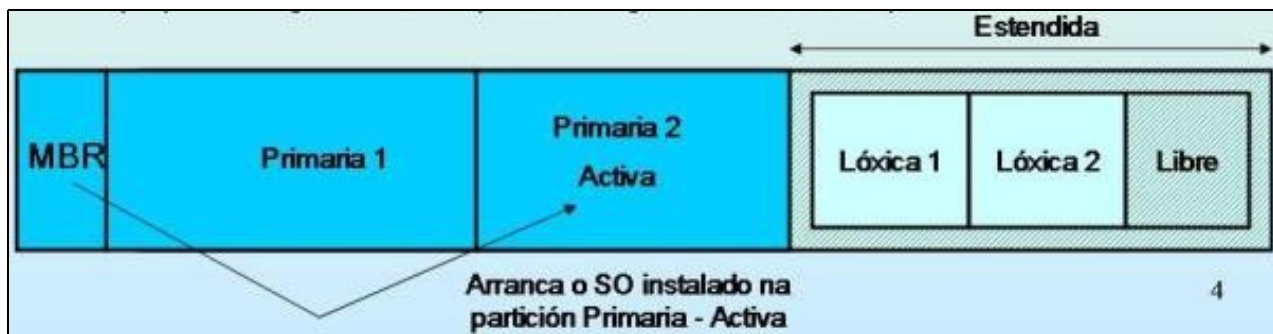 Estendida
MBR
Primaria 1
Primaria 2
Activa
Lóxica 1
Lóxica 2
Libre
Arranca o SO instalado na
partición Primaria - Activa
4